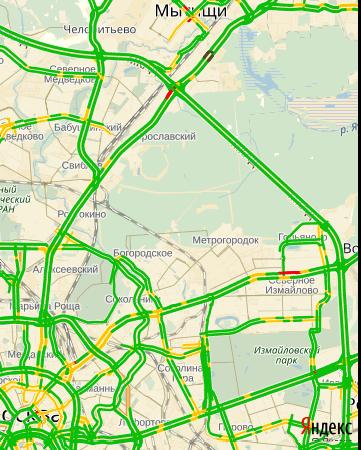 Мытищи
Челобитьево
Северное
Медведково
Бабушкинский
Ярославский
Свиблово
Ростокино
Гольяново
Метрогородок
Богородское
Алексеевский
Сокольники
Северное
Измайлово
Марьина Роща
Измайловский
парк
Соколиная
Гора
Лефортово
Перово
Яндекс